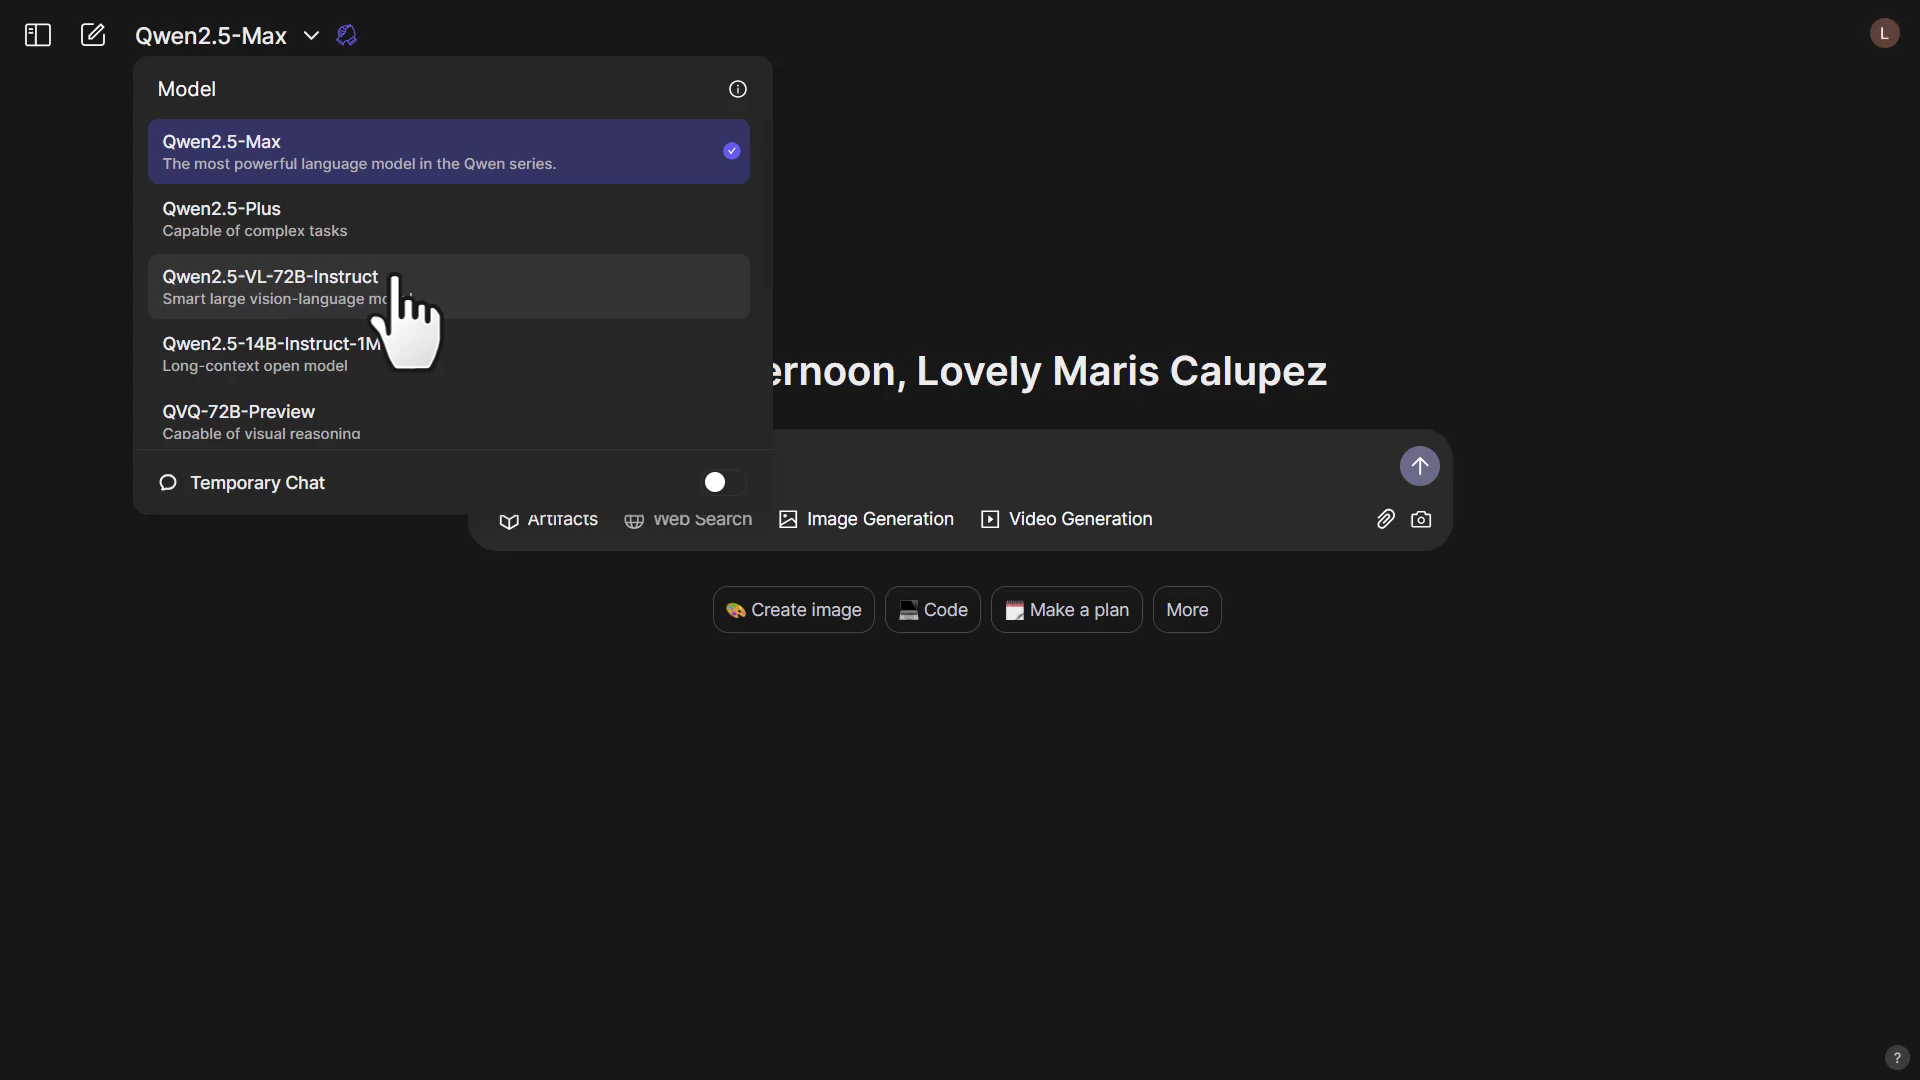 Qwen2.5-Max
L
Model
Qwen2.5-Max
The most powerful language model in the Qwen series.
Qwen2.5-Plus
Capable of complex tasks
Qwen2.5-VL-72B-Instruct
Smart large vision-language
Qwen2.5-14B-Instruct-1M
Long-context open model
QVQ-72B-Preview
Capable of visual reasoning
Temporary Chat
ernoon, Lovely Maris Calupez
Artifacts
Web Search
Image Generation
Video Generation
Create image
Code
Make a plan
More
?